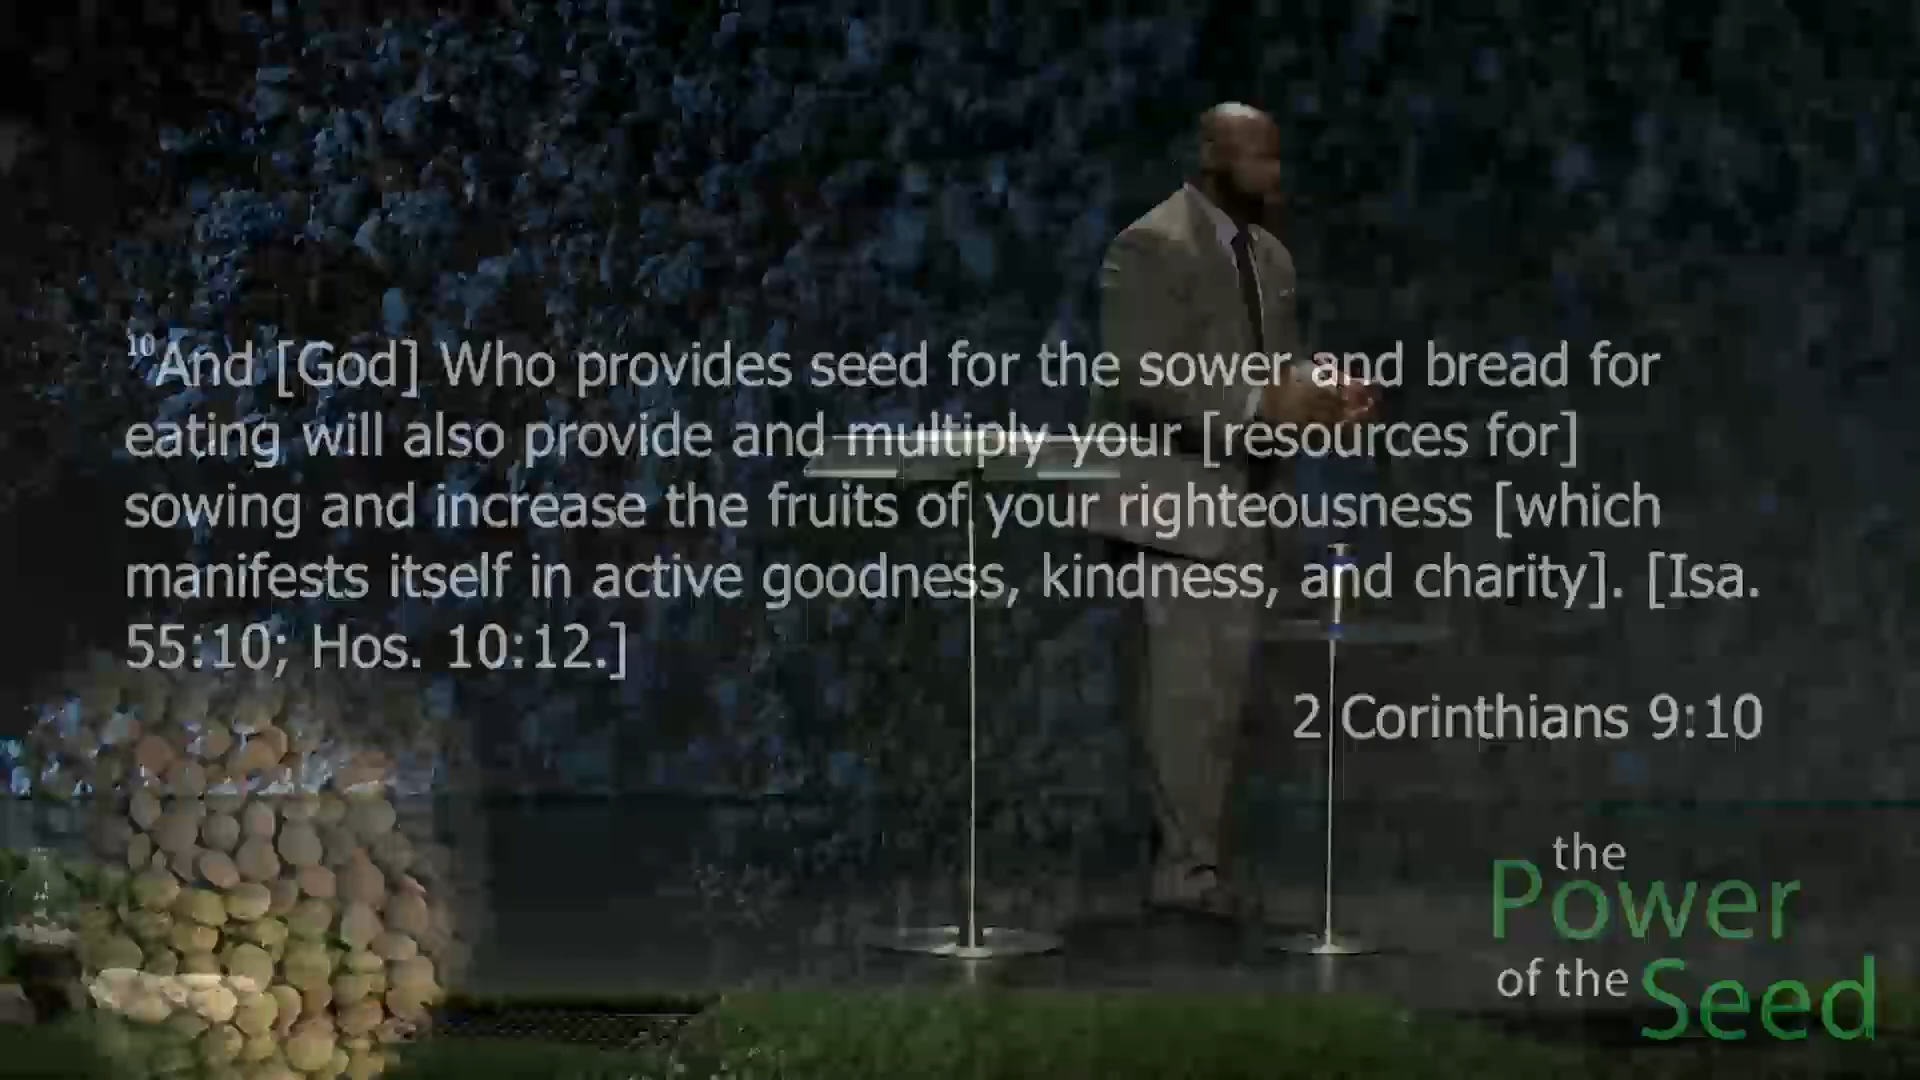 10And [God] Who provides seed for the sower and bread for
eating will also provide and multiply your [resources for]
sowing and increase the fruits of your righteousness [which
manifests itself in active goodness, kindness, and charity]. [Isa.
55:10; Hos. 10:12.]
2 Corinthians 9:10
the
Power
of the Seed